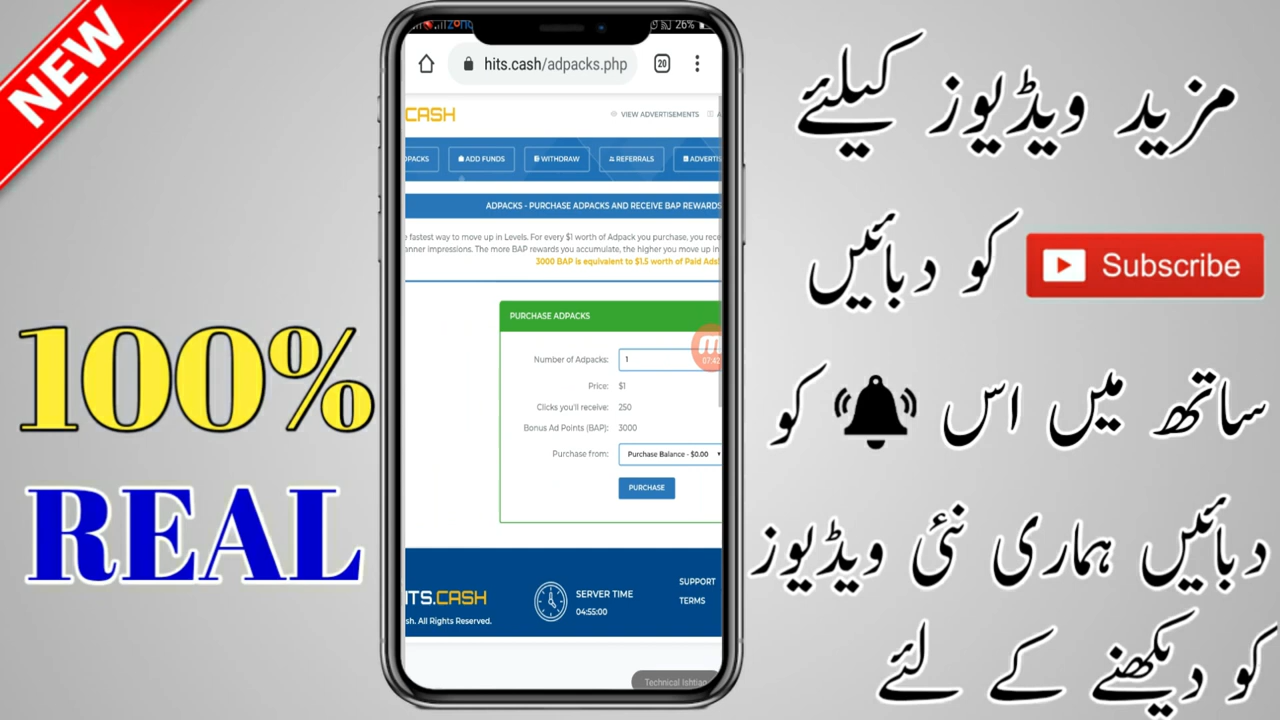 NEW
100%
REAL
26%
hits.cash/adpacks.php
20
CASH
VIEW ADVERTISEMENTS
PACKS
ADD FUNDS
WITHDRAW
REFERRALS
ADVERTIS
ADPACKS - PURCHASE ADPACKS AND RECEIVE BAP REWARDS
fastest way to move up in Levels. For every $1 worth of Adpack you purchase, you rece
anner impressions. The more BAP rewards you accumulate, the higher you move up in
3000 BAP is equivalent to $1.5 worth of Paid Ads!
PURCHASE ADPACKS
Number of Adpacks: 1
07:42
Price: $1
Clicks you'll receive: 250
Bonus Ad Points (BAP): 3000
Purchase from: Purchase Balance - $0.00
PURCHASE
ITS.CASH
sh. All Rights Reserved.
SERVER TIME
04:55:00
SUPPORT
TERMS
Technical Ishtiaq
مزید ویڈیوز کیلئے
Subscribe کو دبائیں
ساتھ میں اس کو
دبائیں ہماری نئی ویڈیوز
کو دیکھنے کے لئے